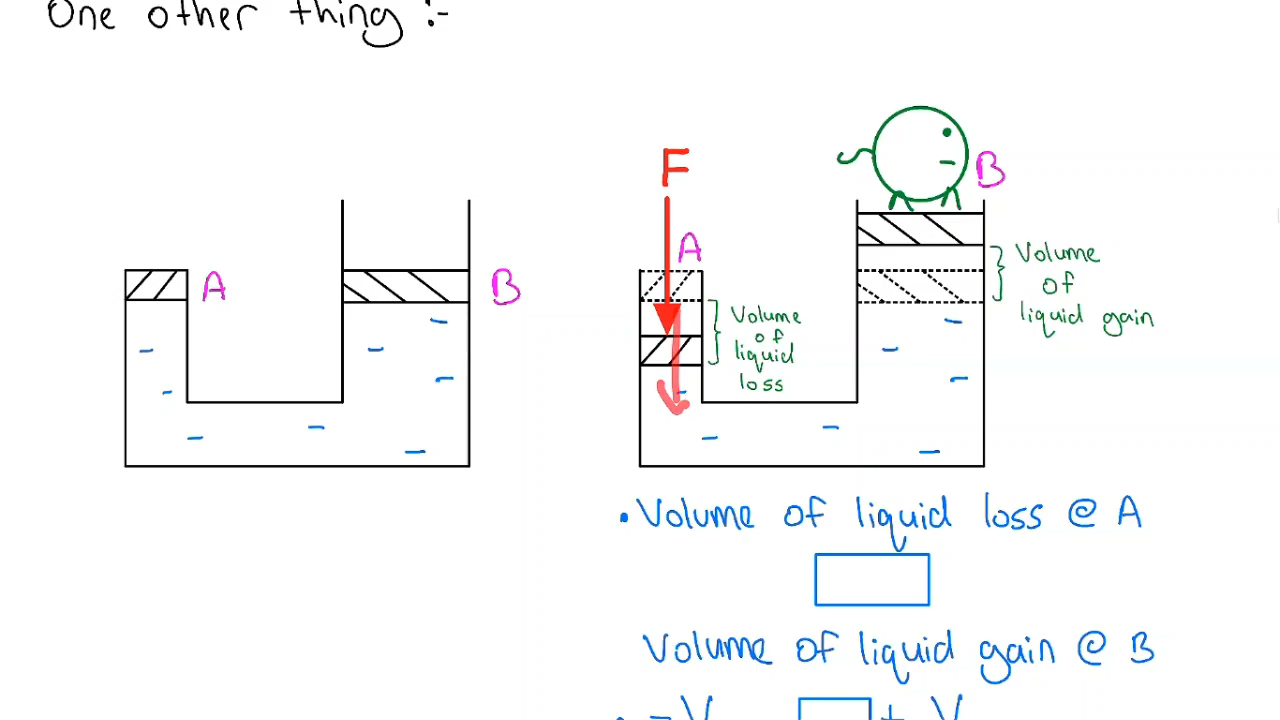 One other thing :-
F
B
A
A
B
Volume
of
liquid gain
Volume
of
liquid
loss
• Volume of liquid loss @ A
Volume of liquid gain @ B